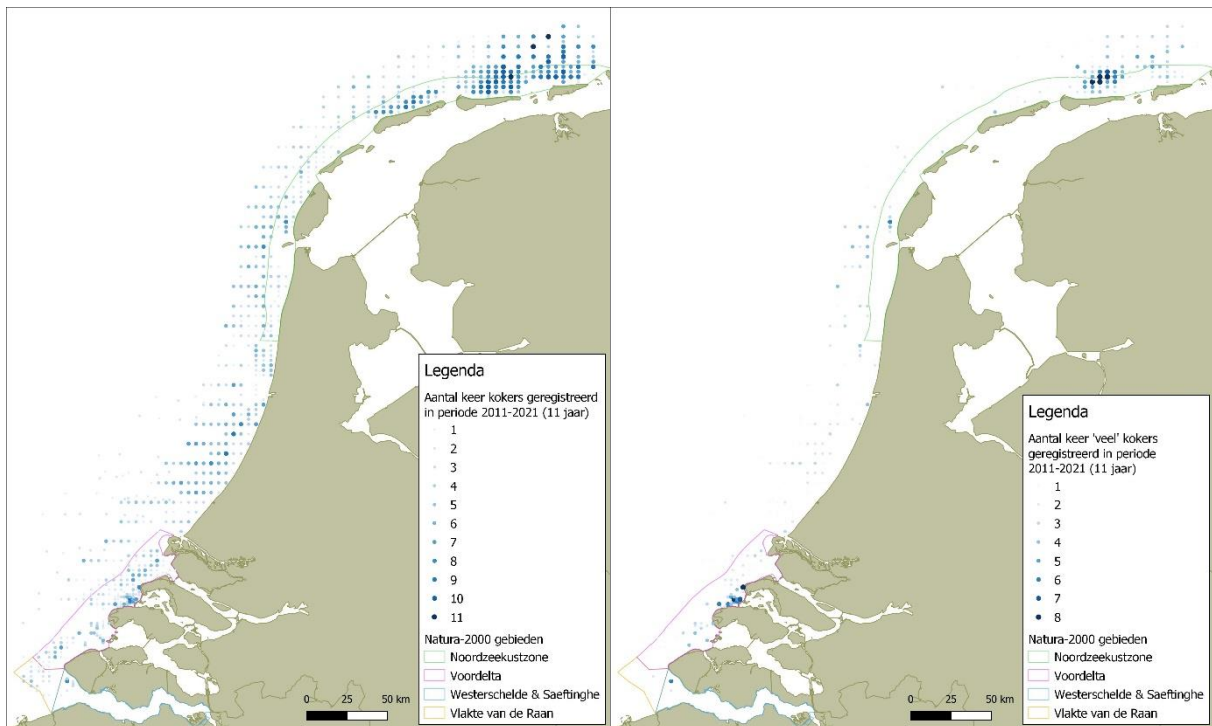 Legenda
Aantal keer kokers geregistreerd
in periode 2011-2021 (11 jaar)
1
2
3
4
5
6
7
8
9
10
11
Natura-2000 gebieden
Noordzeekustzone
Voordelta
Westerschelde & Saeftinghe
Vlakte van de Raan
0 25 50 km
Legenda
Aantal keer 'veel' kokers
geregistreerd in periode
2011-2021 (11 jaar)
1
2
3
4
5
6
7
8
Natura-2000 gebieden
Noordzeekustzone
Voordelta
Westerschelde & Saeftinghe
Vlakte van de Raan
0 25 50 km